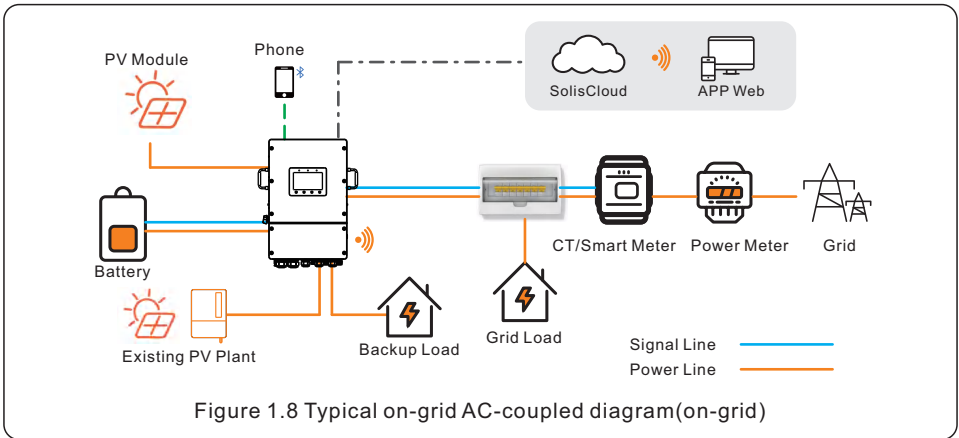 Phone
PV Module
SolisCloud
APP Web
Battery
CT/Smart Meter
Power Meter
Grid
Existing PV Plant
Backup Load
Grid Load
Signal Line
Power Line
Figure 1.8 Typical on-grid AC-coupled diagram(on-grid)